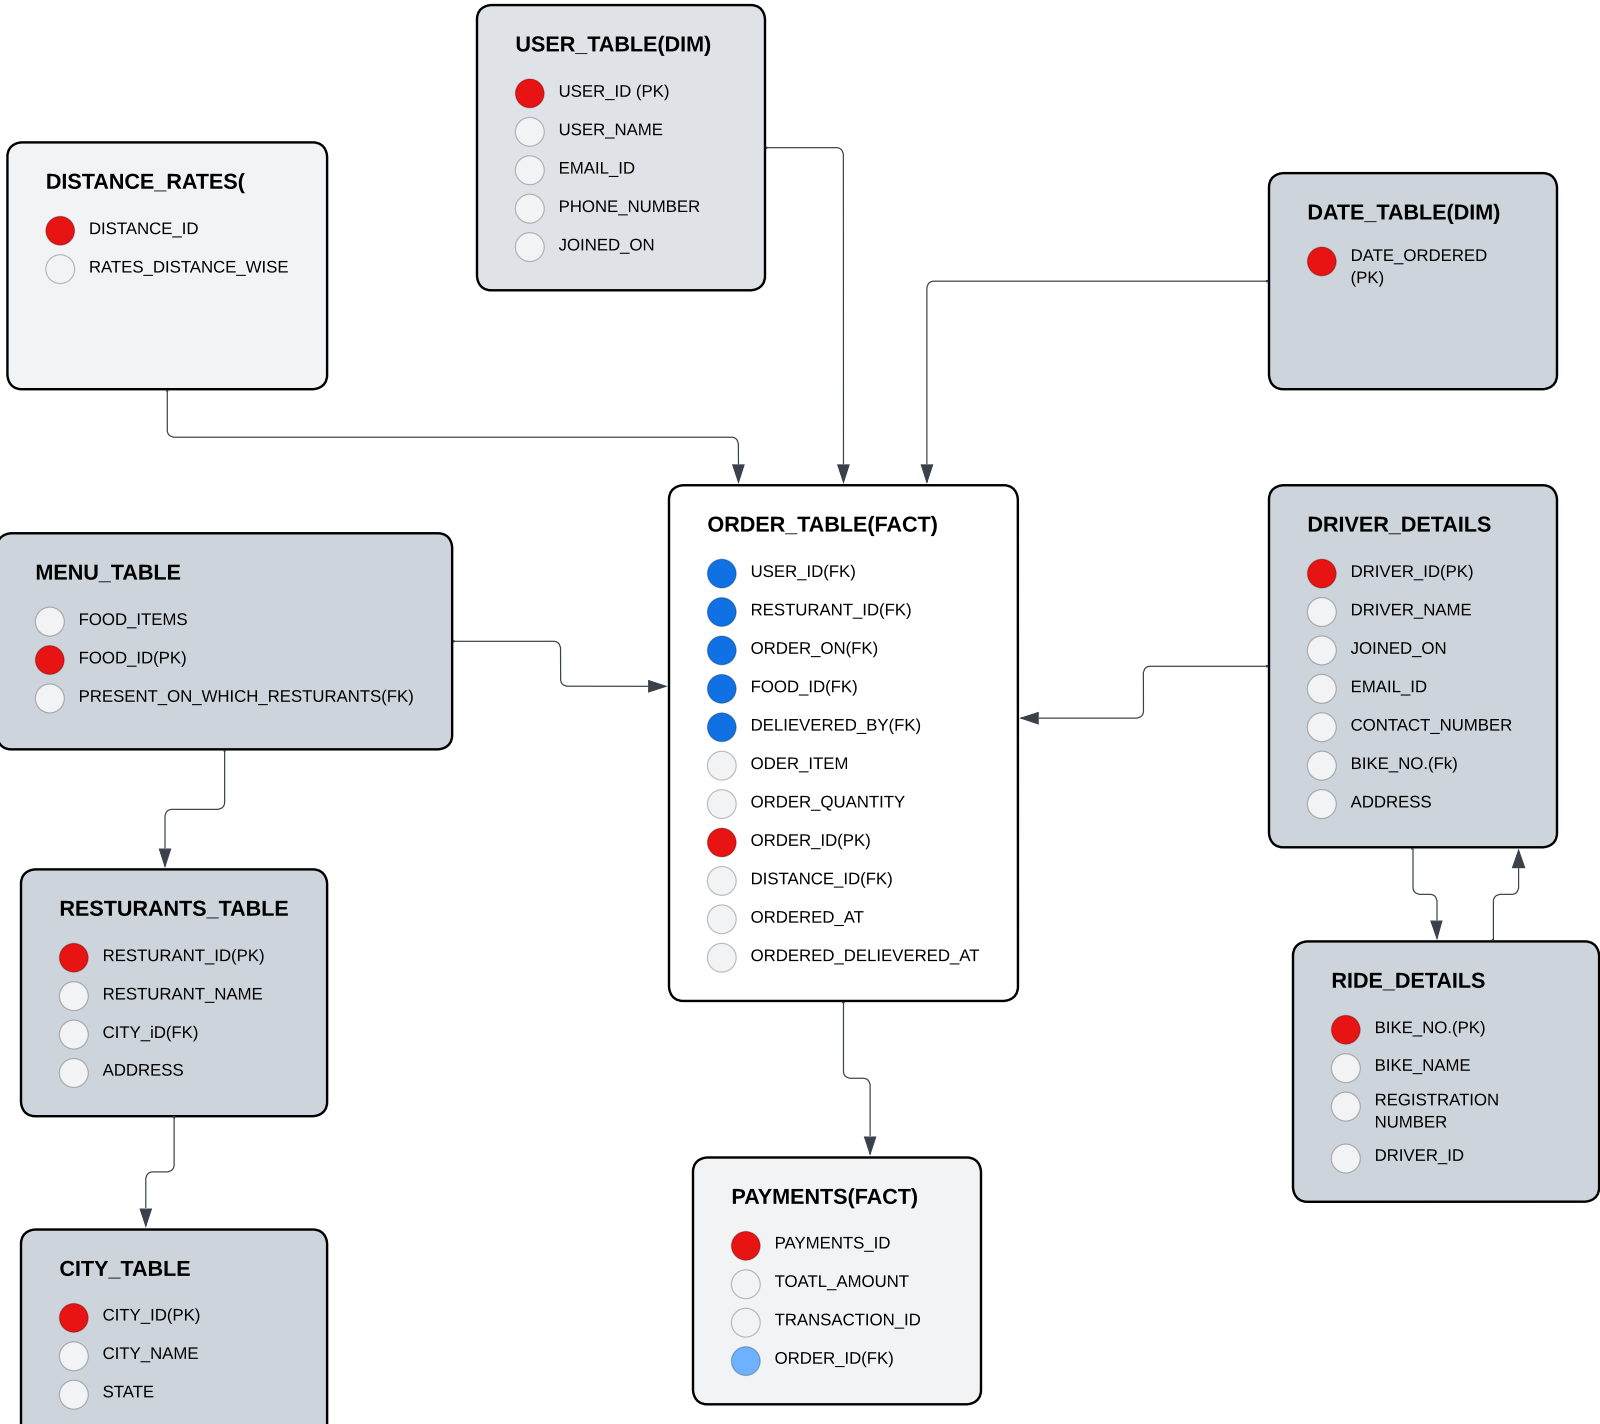 USER_TABLE(DIM)
USER_ID (PK)
USER_NAME
EMAIL_ID
PHONE_NUMBER
JOINED_ON
DISTANCE_RATES(
DISTANCE_ID
RATES_DISTANCE_WISE
DATE_TABLE(DIM)
DATE_ORDERED
(PK)
MENU_TABLE
FOOD_ITEMS
FOOD_ID(PK)
PRESENT_ON_WHICH_RESTURANTS(FK)
ORDER_TABLE(FACT)
USER_ID(FK)
RESTURANT_ID(FK)
ORDER_ON(FK)
FOOD_ID(FK)
DELIEVERED_BY(FK)
ODER_ITEM
ORDER_QUANTITY
ORDER_ID(PK)
DISTANCE_ID(FK)
ORDERED_AT
ORDERED_DELIEVERED_AT
DRIVER_DETAILS
DRIVER_ID(PK)
DRIVER_NAME
JOINED_ON
EMAIL_ID
CONTACT_NUMBER
BIKE_NO.(Fk)
ADDRESS
RESTURANTS_TABLE
RESTURANT_ID(PK)
RESTURANT_NAME
CITY_iD(FK)
ADDRESS
RIDE_DETAILS
BIKE_NO.(PK)
BIKE_NAME
REGISTRATION
NUMBER
DRIVER_ID
PAYMENTS(FACT)
PAYMENTS_ID
TOATL_AMOUNT
TRANSACTION_ID
ORDER_ID(FK)
CITY_TABLE
CITY_ID(PK)
CITY_NAME
STATE